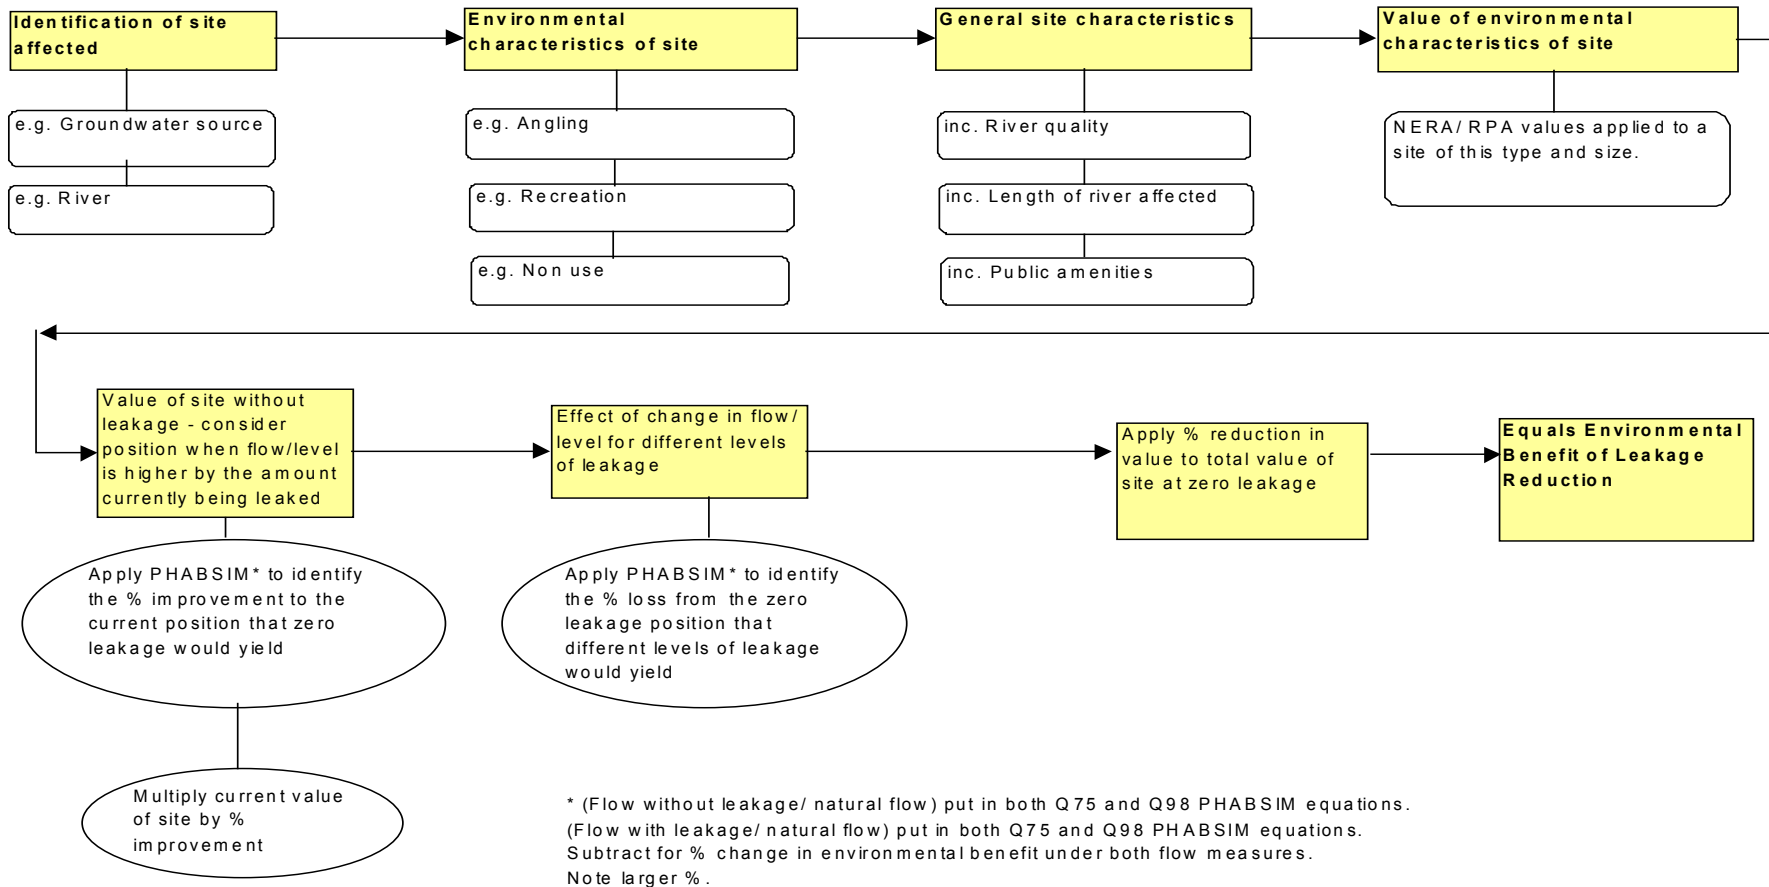 Identification of site
affected
Environmental
characteristics of site
General site characteristics
Value of environmental
characteristics of site
e.g. Groundwater source
e.g. River
e.g. Angling
e.g. Recreation
e.g. Non use
inc. River quality
inc. Length of river affected
inc. Public amenities
NERA/ RPA values applied to a
site of this type and size.
Value of site without
leakage - consider
position when flow/level
is higher by the amount
currently being leaked
Effect of change in flow/
level for different levels
of leakage
Apply % reduction in
value to total value of
site at zero leakage
Equals Environmental
Benefit of Leakage
Reduction
Apply PHABSIM* to identify
the % improvement to the
current position that zero
leakage would yield
Apply PHABSIM* to identify
the % loss from the zero
leakage position that
different levels of leakage
would yield
Multiply current value
of site by %
improvement
* (Flow without leakage/ natural flow) put in both Q75 and Q98 PHABSIM equations.
(Flow with leakage/ natural flow) put in both Q75 and Q98 PHABSIM equations.
Subtract for % change in environmental benefit under both flow measures.
Note larger %.